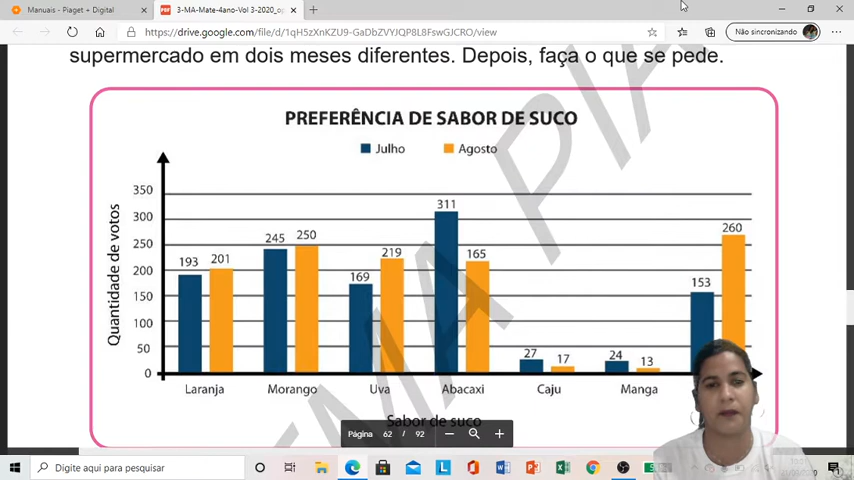 Manuais - Piaget + Digital
3-MA-Mate-4ano-Vol 3-2020_o
https://drive.google.com/file/d/1qH5zXnKZU9-GaDbZVYJQP8L8FswGJCRO/view
Não sincronizando
supermercado em dois meses diferentes. Depois, faça o que se pede.
PREFERÊNCIA DE SABOR DE SUCO
Julho
Agosto
Quantidade de votos
350
300
250
200
150
100
50
0
193
201
245
250
169
219
311
165
27
17
24
13
153
260
Laranja
Morango
Uva
Abacaxi
Caju
Manga
Sabor de suco
Página 62 / 92
Digite aqui para pesquisar